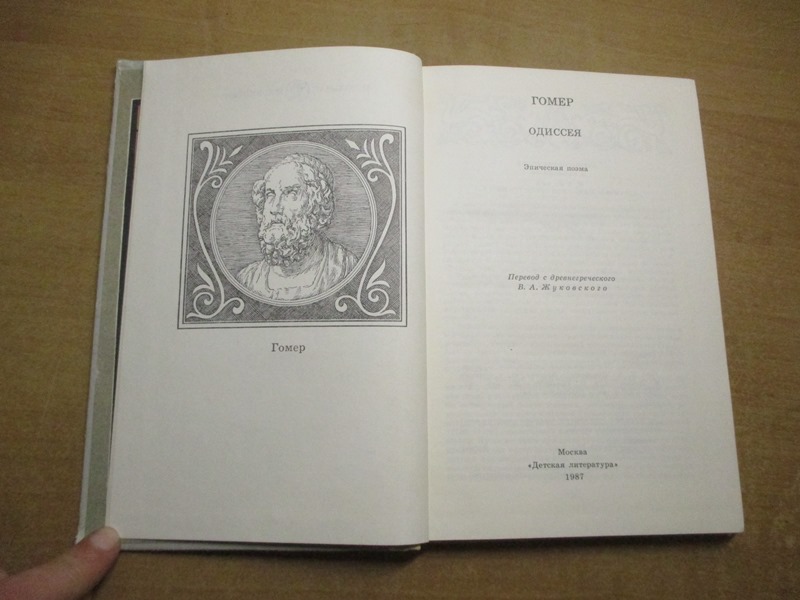 Гомер
ГОМЕР
ОДИССЕЯ
Эпическая поэма
Перевод с древнегреческого
В. А. Жуковского
Москва
«Детская литература»
1987